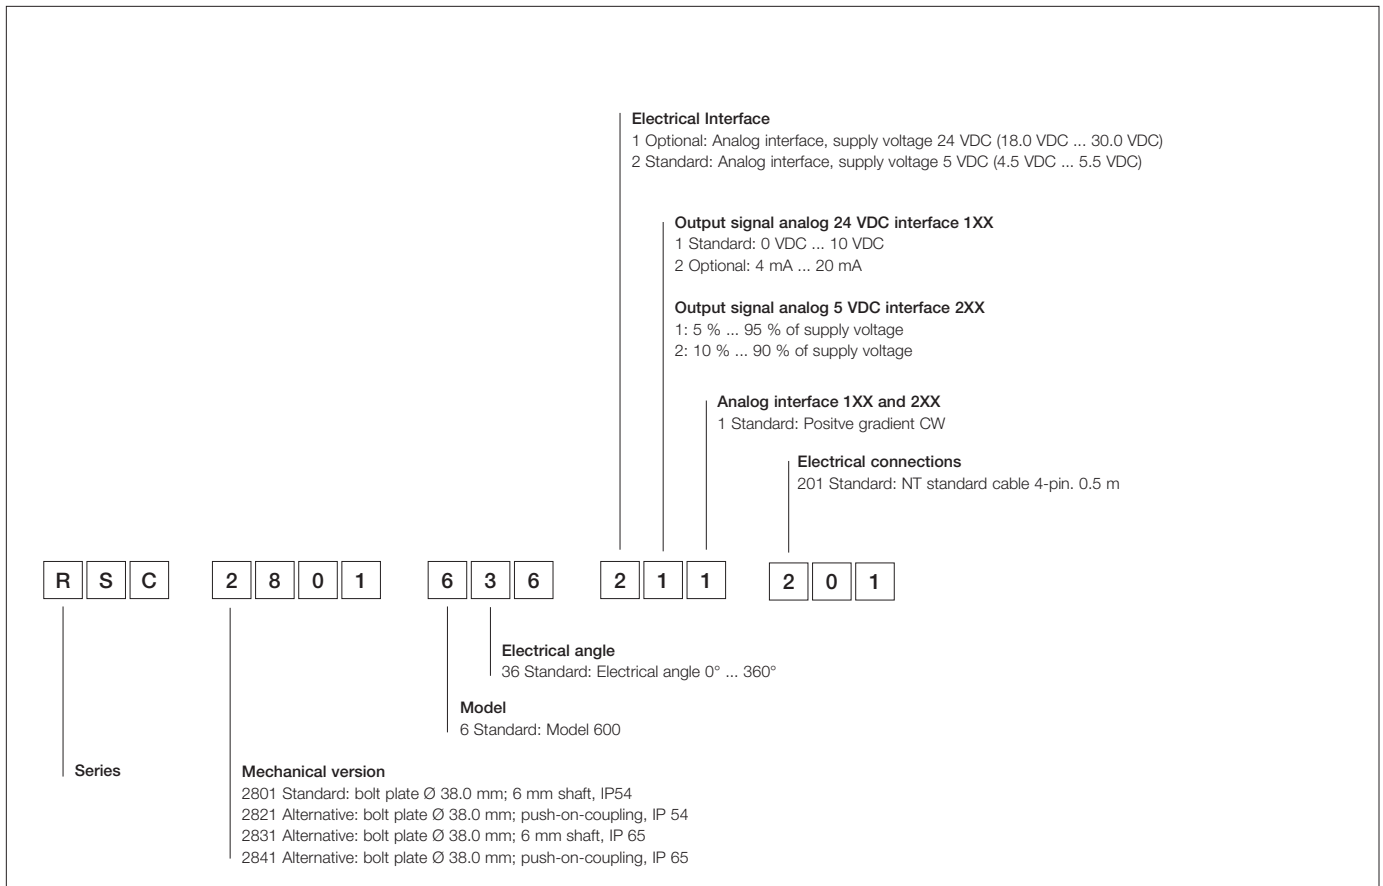 Electrical Interface
1 Optional: Analog interface, supply voltage 24 VDC (18.0 VDC ... 30.0 VDC)
2 Standard: Analog interface, supply voltage 5 VDC (4.5 VDC ... 5.5 VDC)
Output signal analog 24 VDC interface 1XX
1 Standard: 0 VDC ... 10 VDC
2 Optional: 4 mA ... 20 mA
Output signal analog 5 VDC interface 2XX
1: 5 % ... 95 % of supply voltage
2: 10 % ... 90 % of supply voltage
Analog interface 1XX and 2XX
1 Standard: Positve gradient CW
Electrical connections
201 Standard: NT standard cable 4-pin. 0.5 m
R S C 2 8 0 1 6 3 6 2 1 1 2 0 1
Electrical angle
36 Standard: Electrical angle 0° ... 360°
Model
6 Standard: Model 600
Series
Mechanical version
2801 Standard: bolt plate Ø 38.0 mm; 6 mm shaft, IP54
2821 Alternative: bolt plate Ø 38.0 mm; push-on-coupling, IP 54
2831 Alternative: bolt plate Ø 38.0 mm; 6 mm shaft, IP 65
2841 Alternative: bolt plate Ø 38.0 mm; push-on-coupling, IP 65